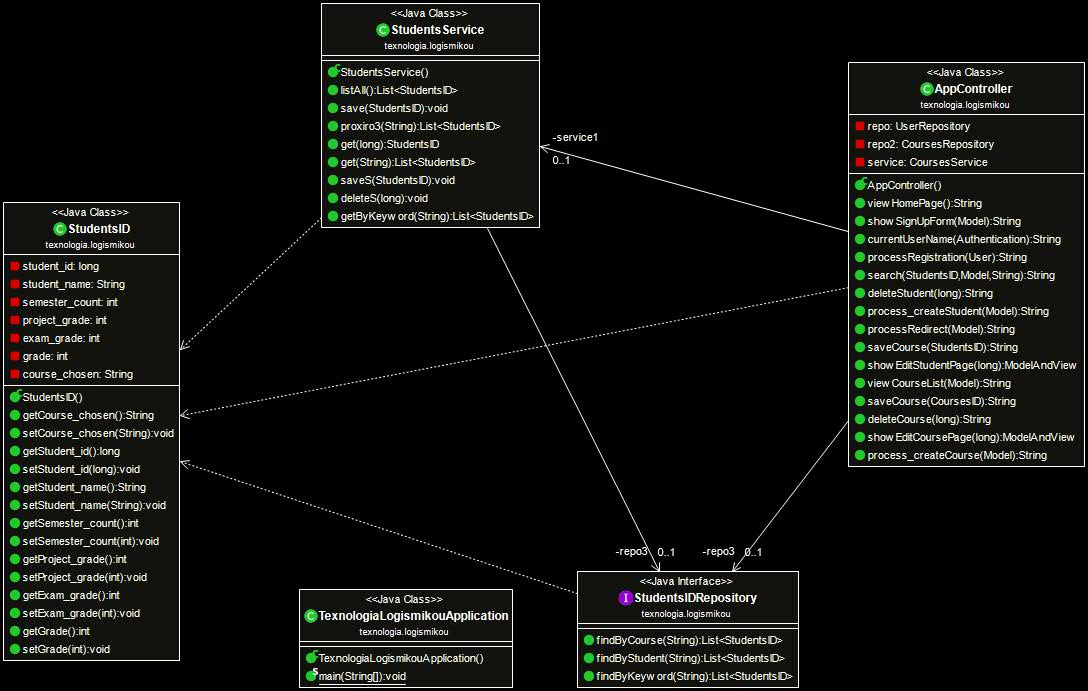 <<Java Class>>
StudentsService
texnologia.logismikou
StudentsService()
listAll():List<StudentsID>
save(StudentsID):void
proxiro3(String):List<StudentsID>
get(long):StudentsID
get(String):List<StudentsID>
saveS(StudentsID):void
deleteS(long):void
getByKeyword(String):List<StudentsID>
<<Java Class>>
AppController
texnologia.logismikou
repo: UserRepository
repo2: CoursesRepository
service: CoursesService
AppController()
viewHomePage():String
showSignUpForm(Model):String
currentUserName(Authentication):String
processRegistration(User):String
search(StudentsID,Model,String):String
deleteStudent(long):String
process_createStudent(Model):String
processRedirect(Model):String
saveCourse(StudentsID):String
showEditStudentPage(long):ModelAndView
viewCourseList(Model):String
saveCourse(CoursesID):String
deleteCourse(long):String
showEditCoursePage(long):ModelAndView
process_createCourse(Model):String
-service1
0..1
<<Java Class>>
StudentsID
texnologia.logismikou
student_id: long
student_name: String
semester_count: int
project_grade: int
exam_grade: int
grade: int
course_chosen: String
StudentsID()
getCourse_chosen():String
setCourse_chosen(String):void
getStudent_id():long
setStudent_id(long):void
getStudent_name():String
setStudent_name(String):void
getSemester_count():int
setSemester_count(int):void
getProject_grade():int
setProject_grade(int):void
getExam_grade():int
setExam_grade(int):void
getGrade():int
setGrade(int):void
-repo3 0..1
-repo3 0..1
<<Java Class>>
TexnologiaLogismikouApplication
texnologia.logismikou
TexnologiaLogismikouApplication()
main(String[]):void
<<Java Interface>>
StudentsIDRepository
texnologia.logismikou
findByCourse(String):List<StudentsID>
findByStudent(String):List<StudentsID>
findByKeyword(String):List<StudentsID>